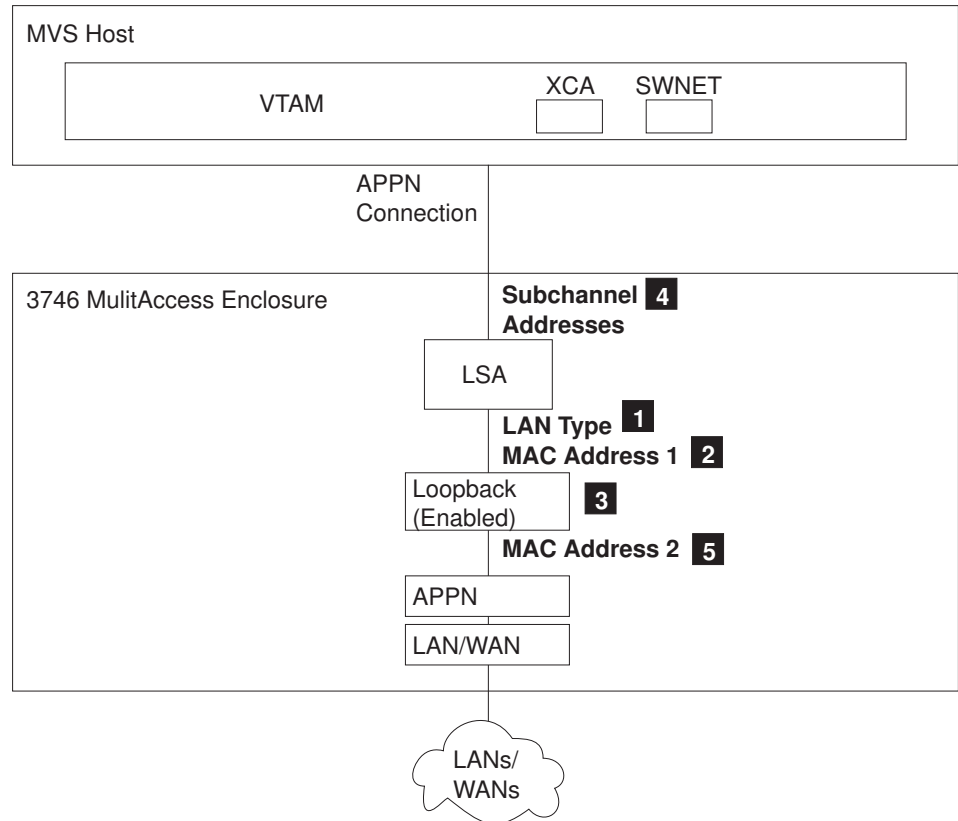 MVS Host
VTAM
XCA
SWNET
APPN
Connection
3746 MulitAccess Enclosure
Subchannel 4
Addresses
LSA
LAN Type 1
MAC Address 1 2
Loopback
(Enabled)
3
MAC Address 2 5
APPN
LAN/WAN
LANs/
WANs